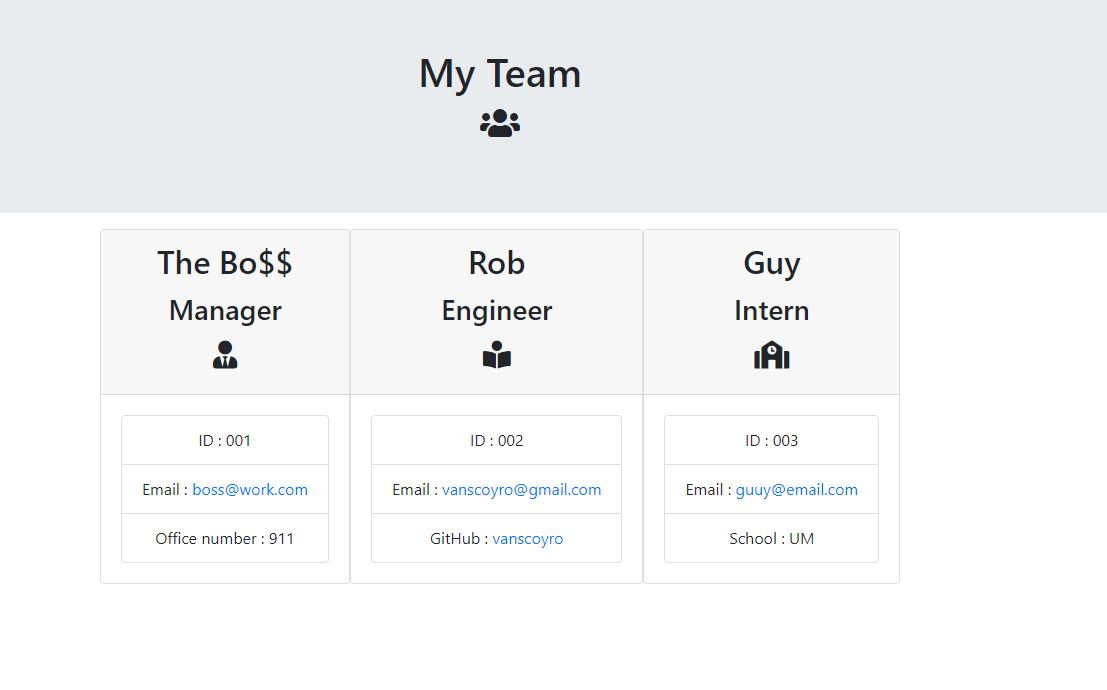 My Team
The Bo$$
Manager
ID : 001
Email : boss@work.com
Office number : 911
Rob
Engineer
ID : 002
Email : vanscoyro@gmail.com
GitHub : vanscoyro
Guy
Intern
ID : 003
Email : guuy@email.com
School : UM